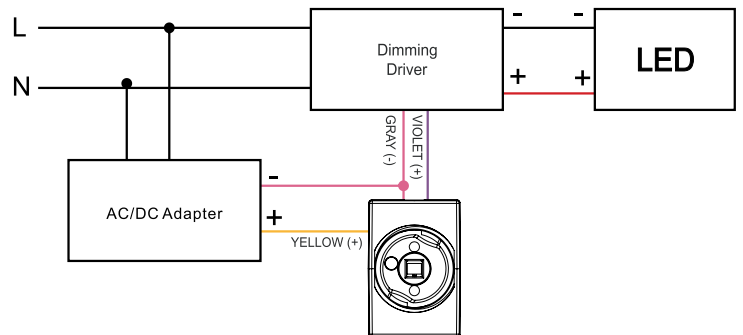 L
N
Dimming
Driver
- -
+ +
LED
GRAY (-)
VIOLET (+)
AC/DC Adapter
-
+
YELLOW (+)